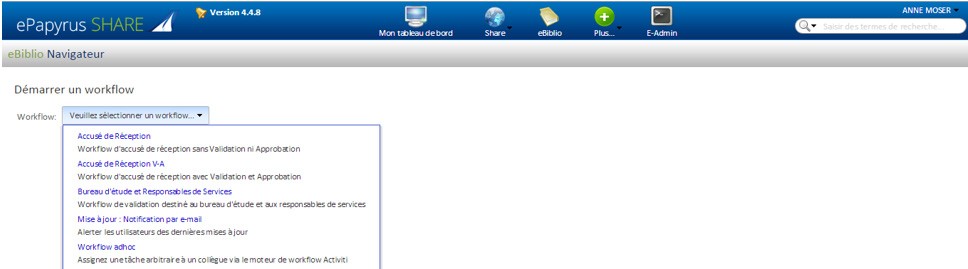 ePapyrus SHARE
Version 4.4.8
Mon tableau de bord
Share
eBiblio
Plus...
E-Admin
ANNE MOSER
Saisir des termes de recherche...
eBiblio Navigateur
Démarrer un workflow
Workflow:
Veuillez sélectionner un workflow...
Accusé de Réception
Workflow d'accusé de réception sans Validation ni Approbation
Accusé de Réception V-A
Workflow d'accusé de réception avec Validation et Approbation
Bureau d'étude et Responsables de Services
Workflow de validation destiné au bureau d'étude et aux responsables de services
Mise à jour : Notification par e-mail
Alerter les utilisateurs des dernières mises à jour
Workflow adhoc
Assignez une tâche arbitraire à un collègue via le moteur de workflow Activiti